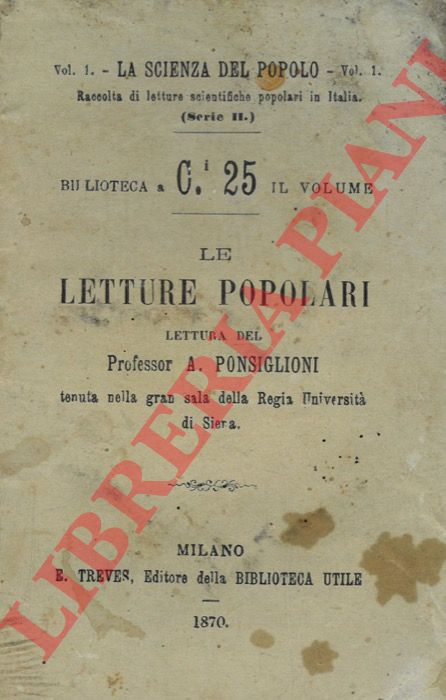 Vol. 1. - LA SCIENZA DEL POPOLO - Vol. 1.
Raccolta di letture scientifiche popolari in Italia.
(Serie II.)
BIBLIOTECA a C.i 25 IL VOLUME
LE
LETTURE POPOLARI
LETTURA DEL
Professor A. PONSIGLIONI
tenuta nella gran sala della Regia Università
di Siena.
MILANO
E. TREVES, Editore della BIBLIOTECA UTILE
1870.
LIBRERIA PIANI